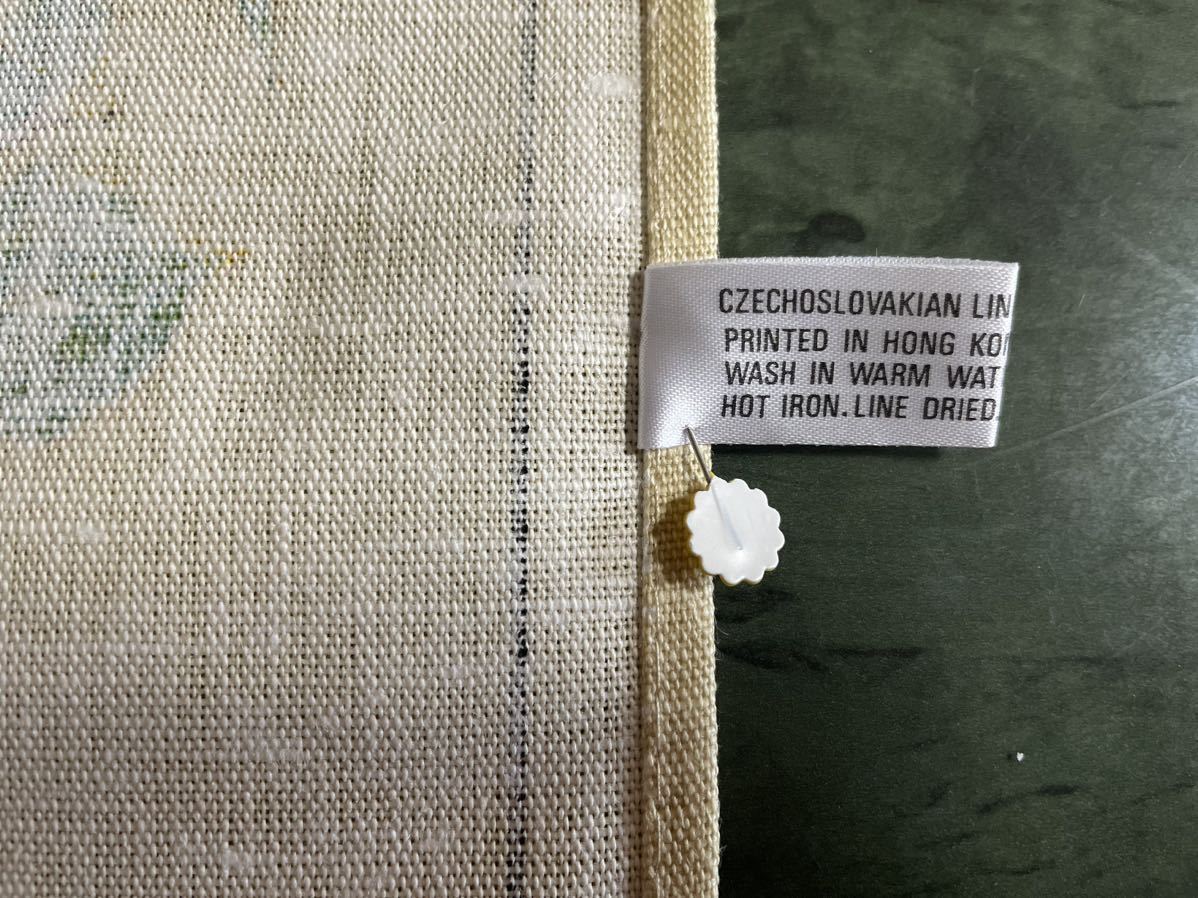 CZECHOSLOVAKIAN LIN
PRINTED IN HONG KO
WASH IN WARM WAT
HOT IRON. LINE DRIED.